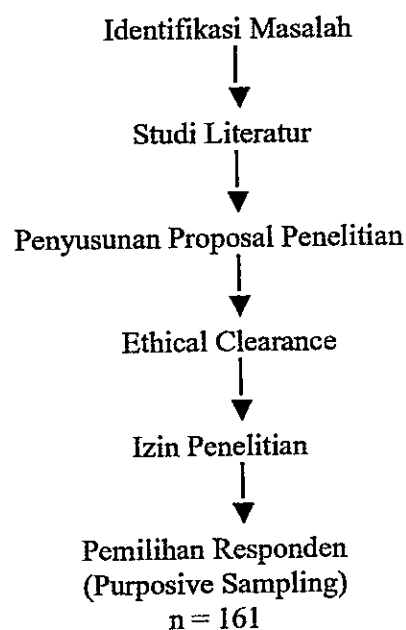 Identifikasi Masalah
Studi Literatur
Penyusunan Proposal Penelitian
Ethical Clearance
Izin Penelitian
Pemilihan Responden
(Purposive Sampling)
n = 161